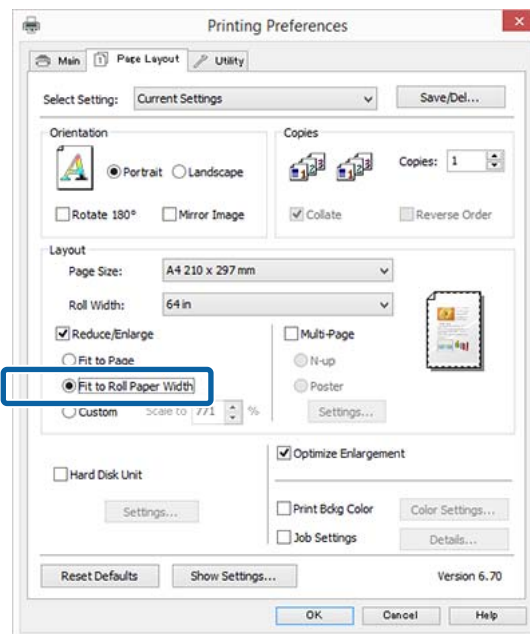 Printing Preferences
Main
Page Layout
Utility
Select Setting: Current Settings Save/Del...
Orientation
Portrait Landscape
Rotate 180° Mirror Image
Copies
Copies: 1
Collate Reverse Order
Layout
Page Size: A4 210 x 297 mm
Roll Width: 64 in
Reduce/Enlarge
Fit to Page
Fit to Roll Paper Width
Custom Scale to 771 %
Multi-Page
N-up
Poster
Settings...
Optimize Enlargement
Hard Disk Unit
Settings...
Print Bckg Color Color Settings...
Job Settings Details...
Reset Defaults Show Settings... Version 6.70
OK Cancel Help